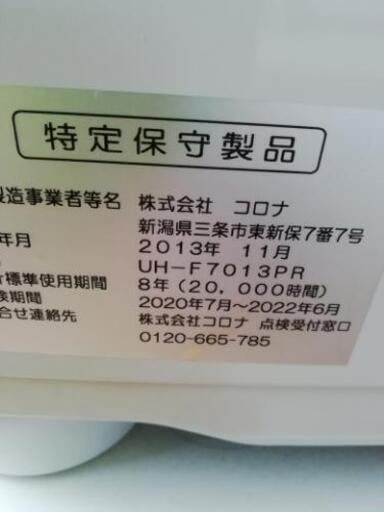 特定保守製品
製造事業者等名 株式会社 コロナ
新潟県三条市東新保7番7号
年月 2013年 11月
UH-F7013PR
標準使用期間 8年(20,000時間)
検期間 2020年7月~2022年6月
合せ連絡先 株式会社コロナ 点検受付窓口
0120-665-785